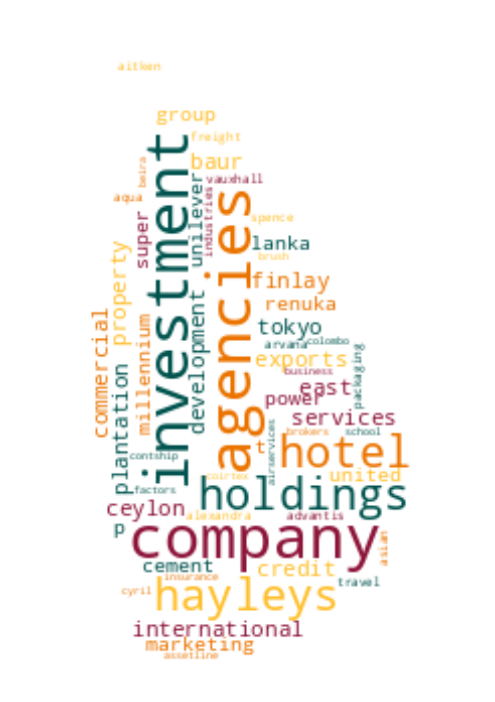 aitken
group
freight
investment
baur
beira
vauxhall
unilever
industries
aqua
agencies
super
spence
lanka
property
brush
finlay
development
renuka
commercial
millennium
tokyo
arvana
colombo
exports
packaging
plantation
business
east
power
services
brokers
school
airservices
t
hotel
contship
united
coirtex
factors
holdings
ceylon
alexandra
advantis
p
company
asian
cement
credit
insurance
travel
cyril
hayleys
international
marketing
assetline